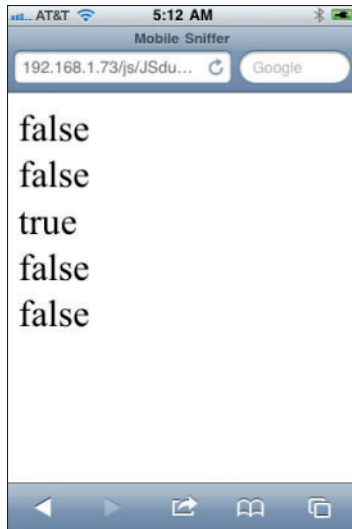 AT&T 5:12 AM
Mobile Sniffer
192.168.1.73/js/JSdu... Google
false
false
true
false
false